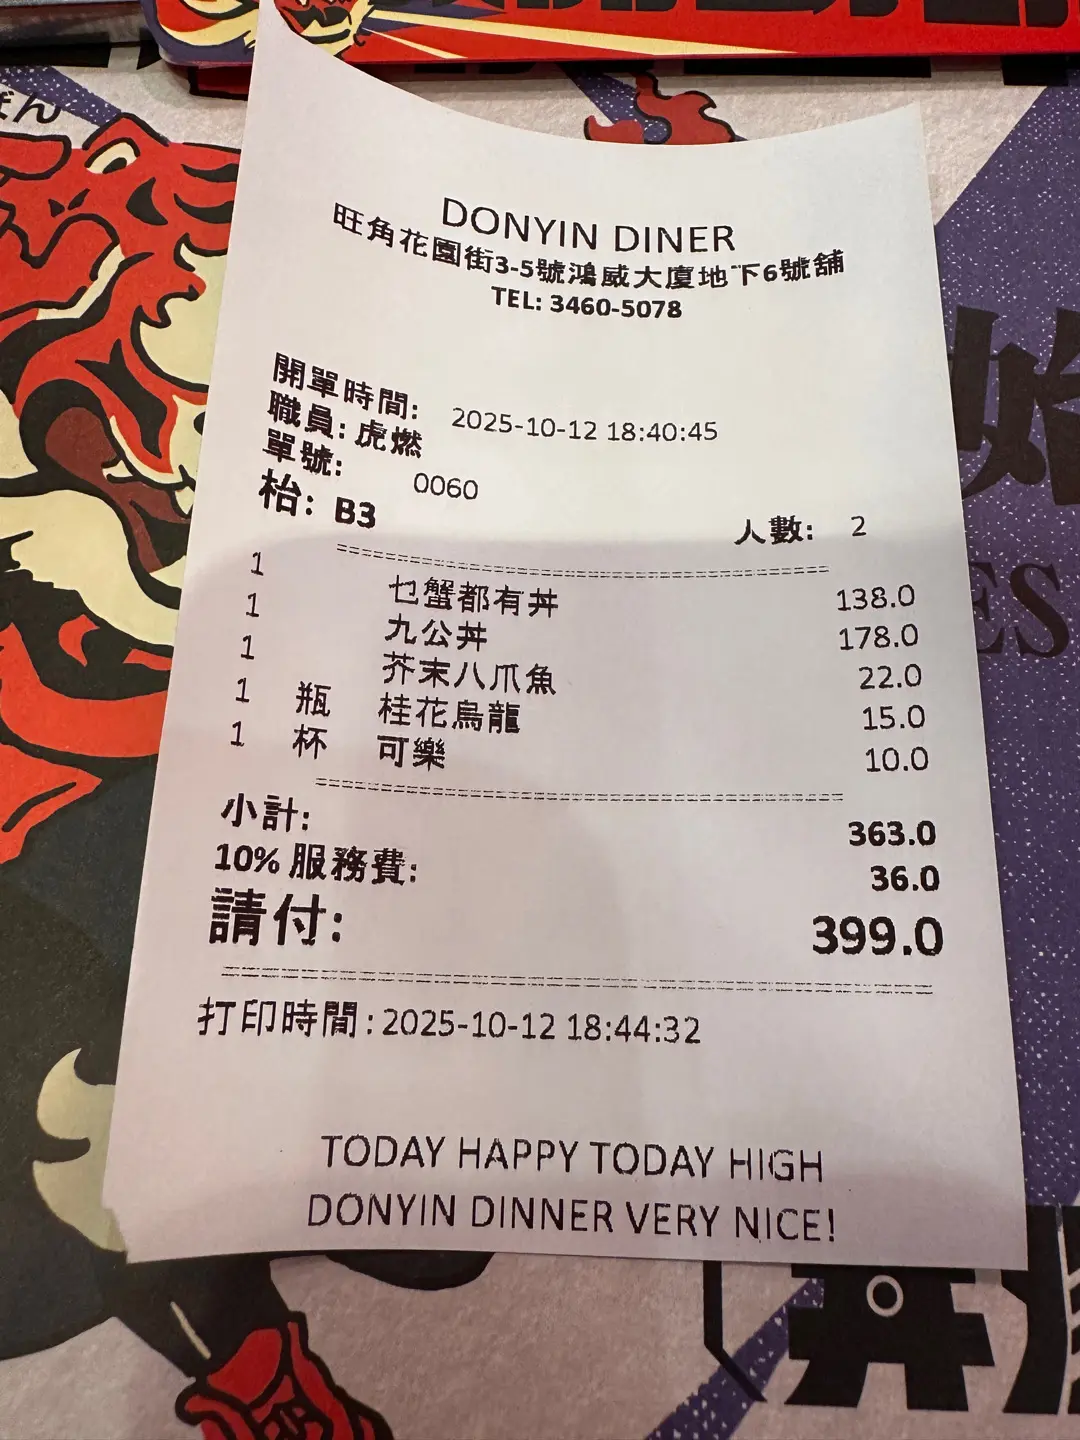 ぼん
DONYIN DINER
旺角花園街3-5號鴻威大廈地下6號舖
TEL: 3460-5078
開單時間: 2025-10-12 18:40:45
職員: 虎燃
單號: 0060
枱: B3 人數: 2
1 乜蟹都有丼 138.0
1 九公丼 178.0
1 芥末八爪魚 22.0
1 瓶 桂花烏龍 15.0
1 杯 可樂 10.0
小計: 363.0
10% 服務費: 36.0
請付: 399.0
打印時間:2025-10-12 18:44:32
TODAY HAPPY TODAY HIGH
DONYIN DINNER VERY NICE!
始
ES